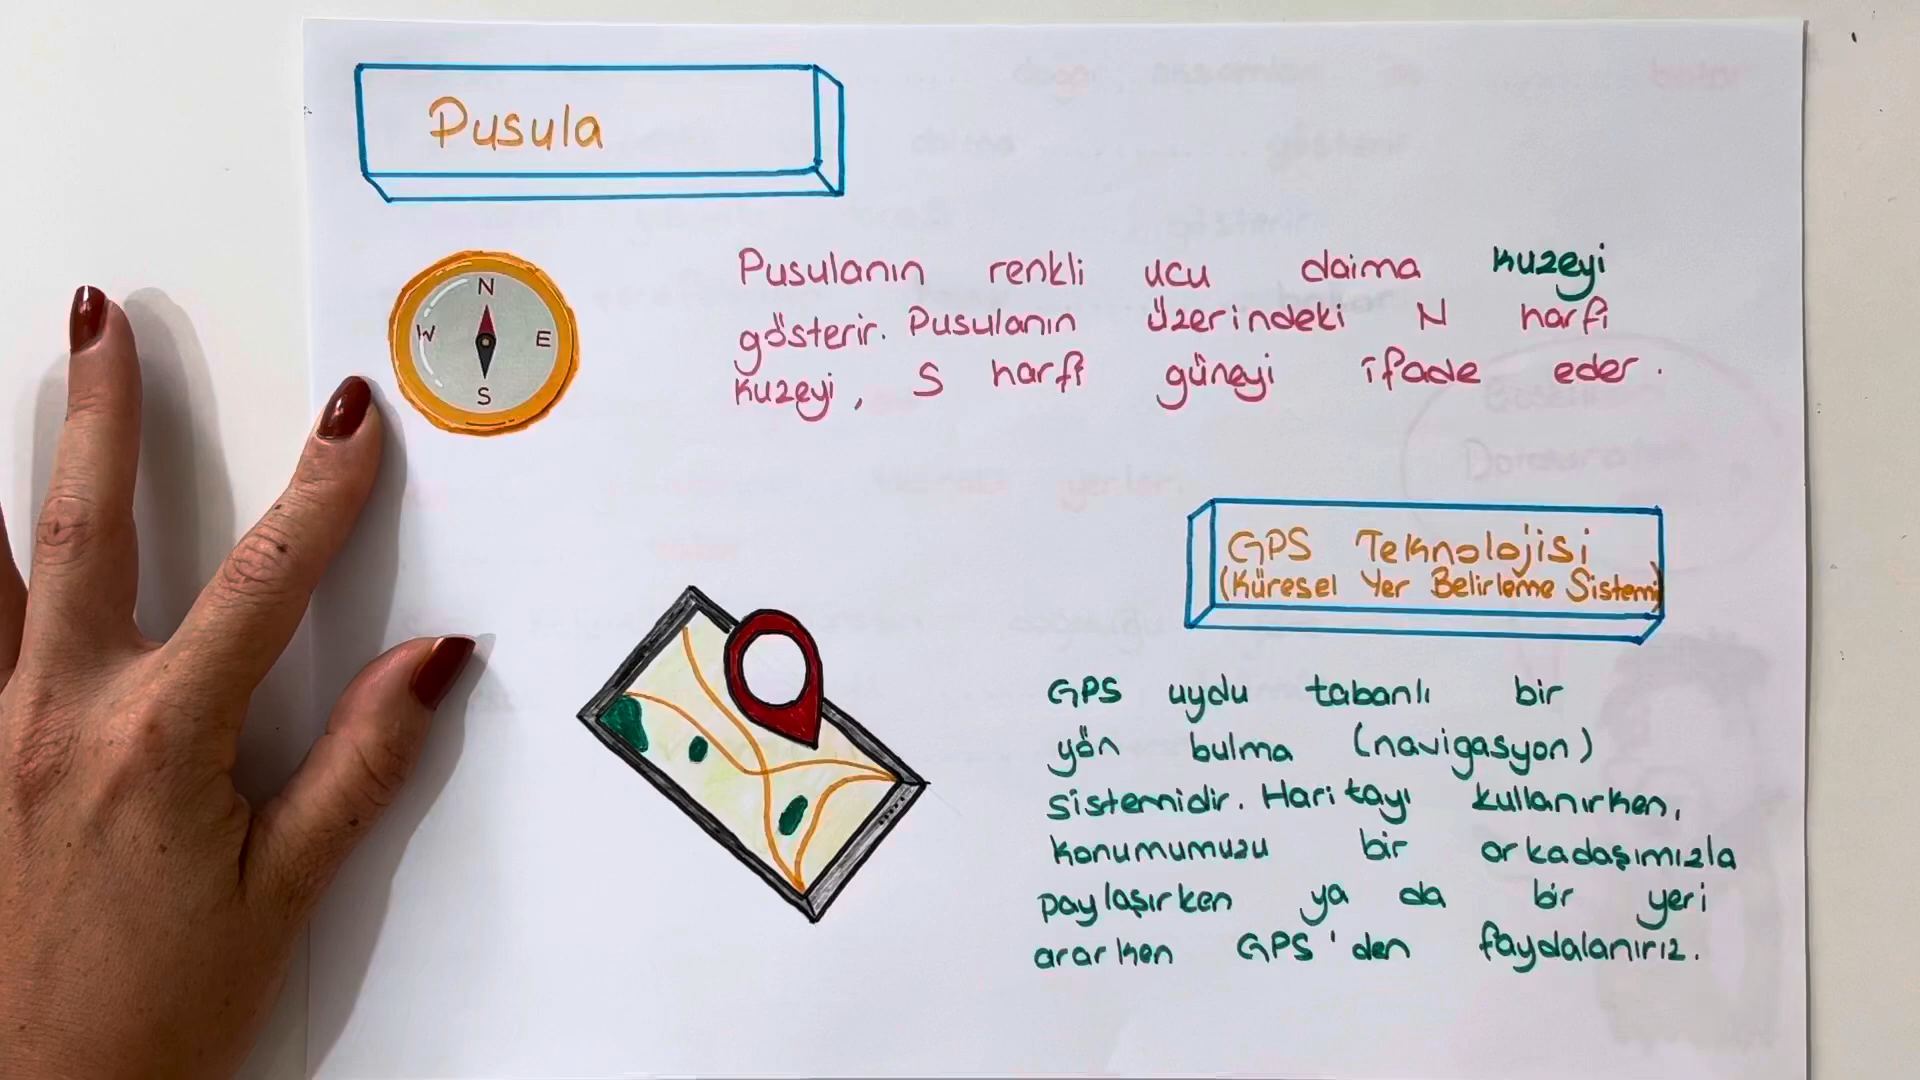 Pusula
N
W E
S
Pusulanın renkli ucu daima kuzeyi
gösterir. Pusulanın üzerindeki N harfi
kuzeyi, S harfi güneyi ifade eder.
GPS Teknolojisi
(Küresel Yer Belirleme Sistemi)
GPS uydu tabanlı bir
yön bulma (navigasyon)
sistemidir. Haritayı kullanırken,
konumumuzu bir arkadaşımızla
paylaşırken ya da bir yeri
ararken GPS'den faydalanırız.